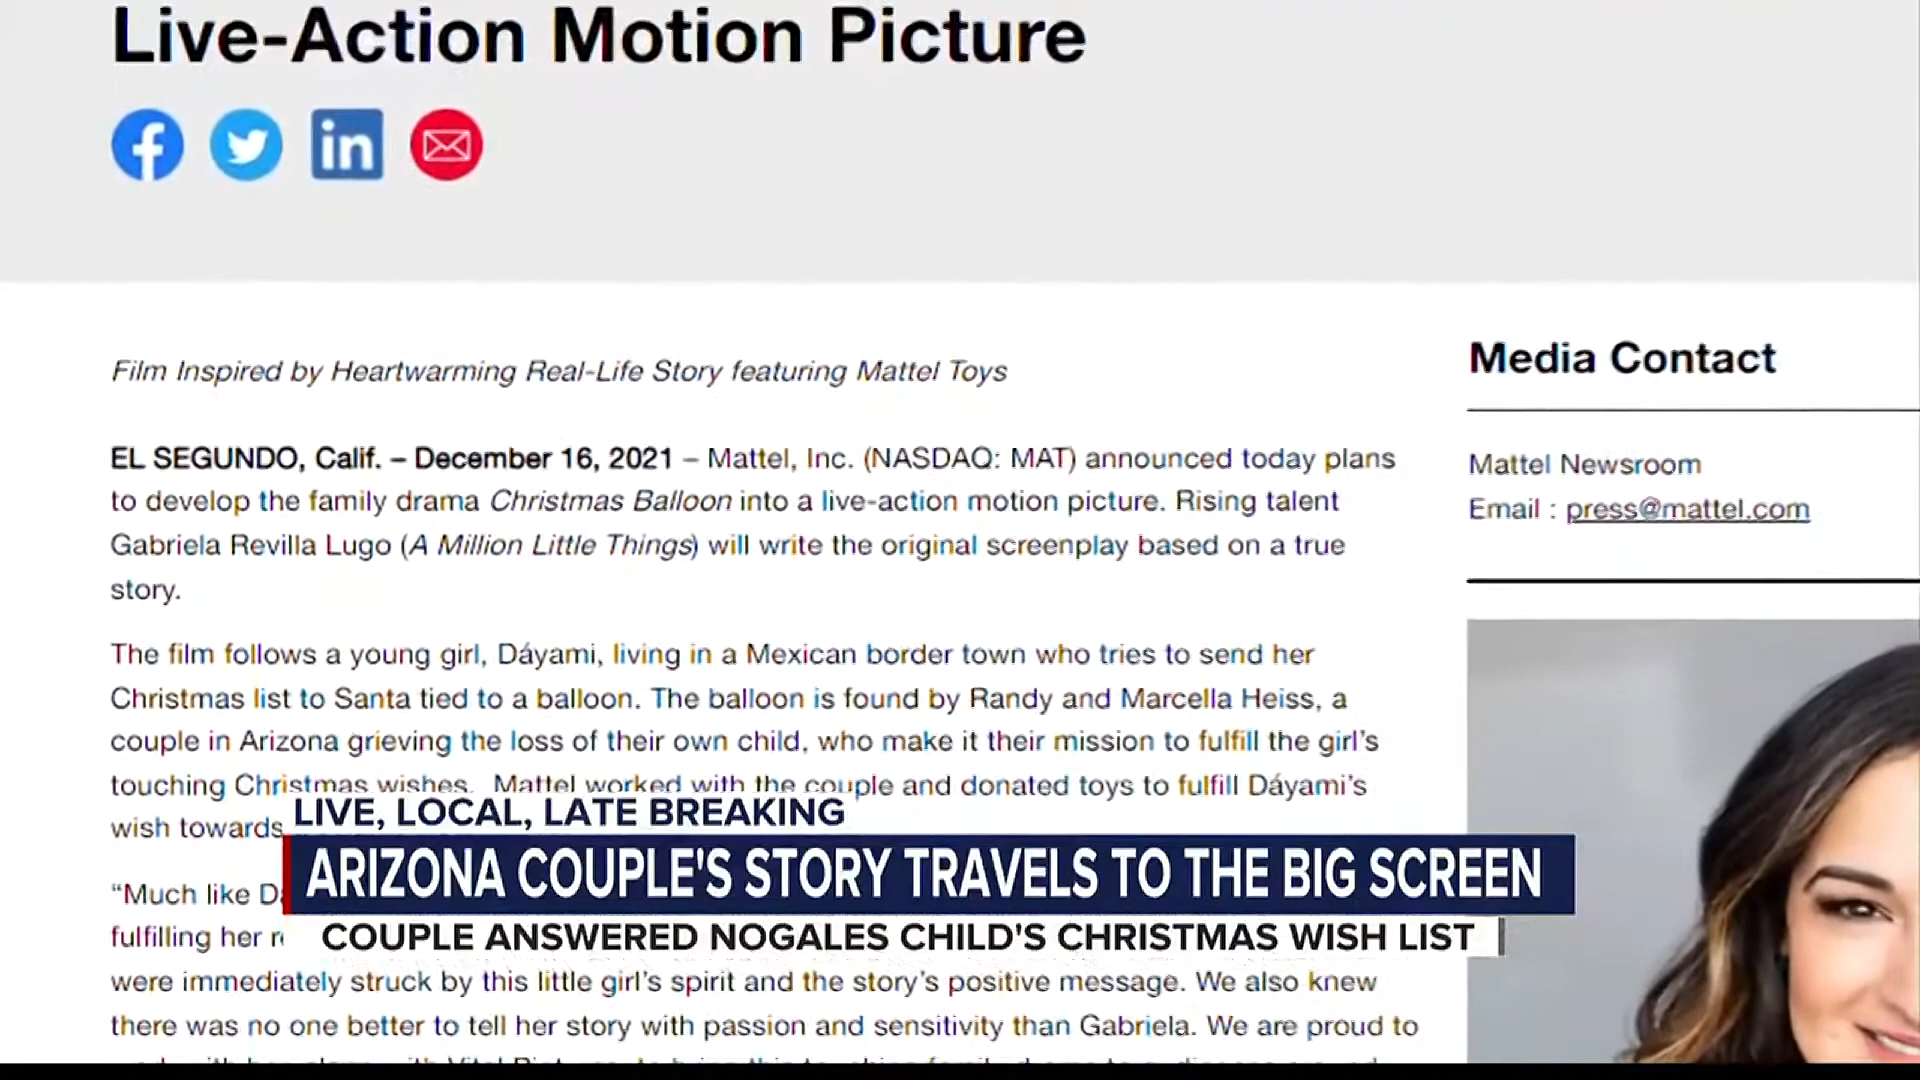 Live-Action Motion Picture
Film Inspired by Heartwarming Real-Life Story featuring Mattel Toys
EL SEGUNDO, Calif. – December 16, 2021 – Mattel, Inc. (NASDAQ: MAT) announced today plans
to develop the family drama Christmas Balloon into a live-action motion picture. Rising talent
Gabriela Revilla Lugo (A Million Little Things) will write the original screenplay based on a true
story.
The film follows a young girl, Dáyami, living in a Mexican border town who tries to send her
Christmas list to Santa tied to a balloon. The balloon is found by Randy and Marcella Heiss, a
couple in Arizona grieving the loss of their own child, who make it their mission to fulfill the girl's
touching Christmas wishes. Mattel worked with the couple and donated toys to fulfill Dáyami's
wish towards
“Much like
fulfilling her
were immediately struck by this little girl's spirit and the story's positive message. We also knew
there was no one better to tell her story with passion and sensitivity than Gabriela. We are proud to
Media Contact
Mattel Newsroom
Email : press@mattel.com
LIVE, LOCAL, LATE BREAKING
ARIZONA COUPLE'S STORY TRAVELS TO THE BIG SCREEN
COUPLE ANSWERED NOGALES CHILD'S CHRISTMAS WISH LIST